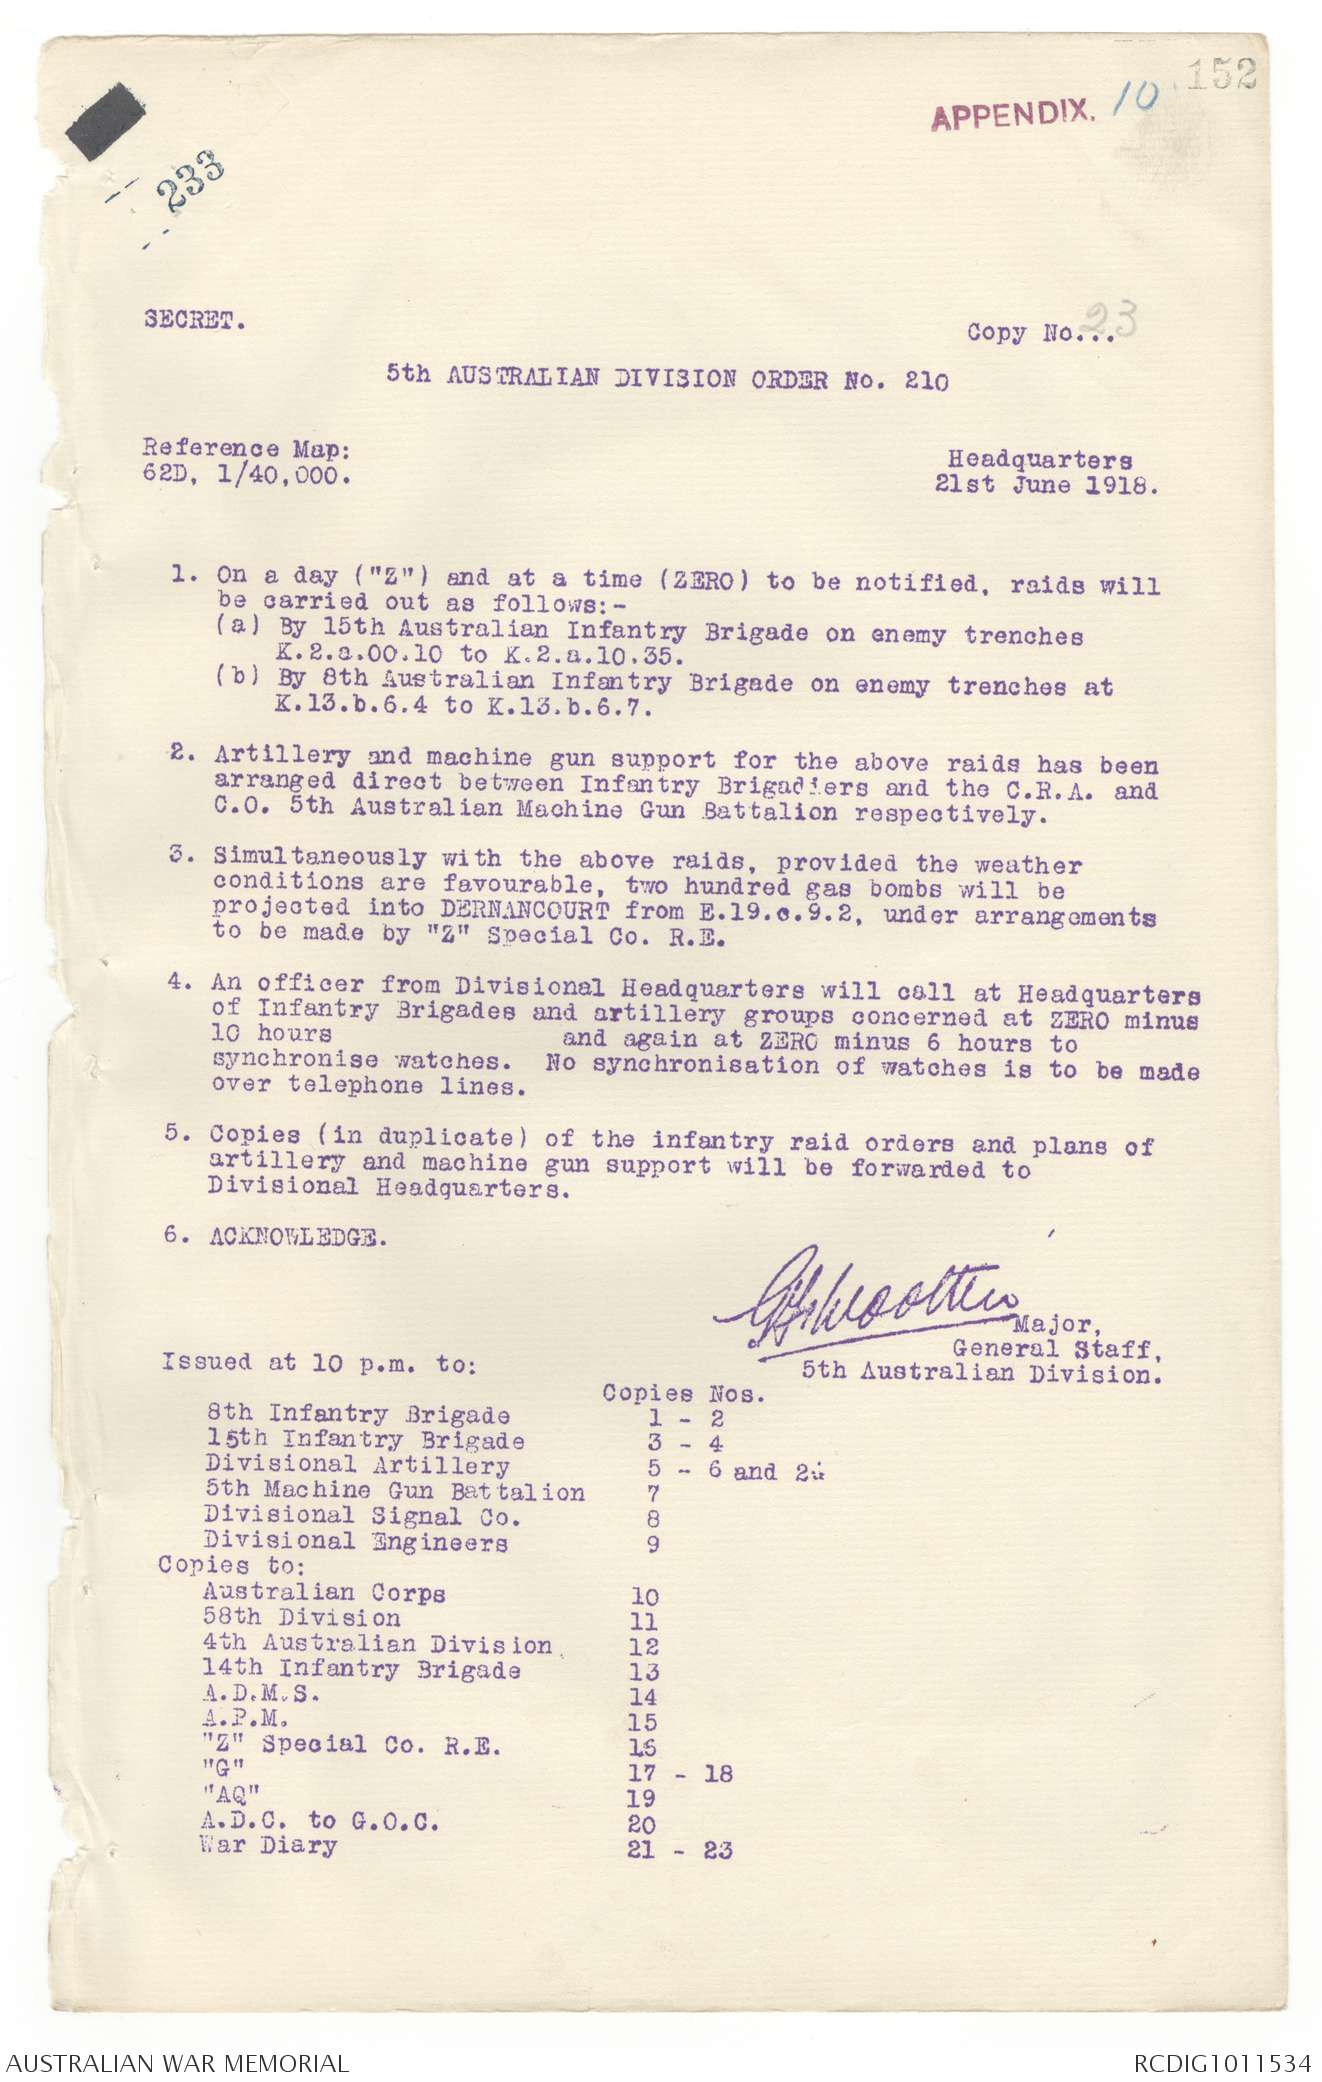 152
APPENDIX. 10
233
SECRET.
Copy No...23
5th AUSTRALIAN DIVISION ORDER No. 210
Reference Map:
62D, 1/40,000.
Headquarters
21st June 1918.
1. On a day ("Z") and at a time (ZERO) to be notified, raids will
be carried out as follows:-
(a) By 15th Australian Infantry Brigade on enemy trenches
K.2.a.00.10 to K.2.a.10.35.
(b) By 8th Australian Infantry Brigade on enemy trenches at
K.13.b.6.4 to K.13.b.6.7.
2. Artillery and machine gun support for the above raids has been
arranged direct between Infantry Brigadiers and the C.R.A. and
C.O. 5th Australian Machine Gun Battalion respectively.
3. Simultaneously with the above raids, provided the weather
conditions are favourable, two hundred gas bombs will be
projected into DERNANCOURT from E.19.c.9.2, under arrangements
to be made by "Z" Special Co. R.E.
4. An officer from Divisional Headquarters will call at Headquarters
of Infantry Brigades and artillery groups concerned at ZERO minus
10 hours and again at ZERO minus 6 hours to
synchronise watches. No synchronisation of watches is to be made
over telephone lines.
5. Copies (in duplicate) of the infantry raid orders and plans of
artillery and machine gun support will be forwarded to
Divisional Headquarters.
6. ACKNOWLEDGE.
Wootten
Major,
General Staff,
5th Australian Division.
Issued at 10 p.m. to:
Copies Nos.
8th Infantry Brigade 1 - 2
15th Infantry Brigade 3 - 4
Divisional Artillery 5 - 6 and
5th Machine Gun Battalion 7
Divisional Signal Co. 8
Divisional Engineers 9
Copies to:
Australian Corps 10
58th Division 11
4th Australian Division 12
14th Infantry Brigade 13
A.D.M.S. 14
A.P.M. 15
"Z" Special Co. R.E. 16
"G" 17 - 18
"AQ" 19
A.D.C. to G.O.C. 20
War Diary 21 - 23
AUSTRALIAN WAR MEMORIAL
RCDIG1011534